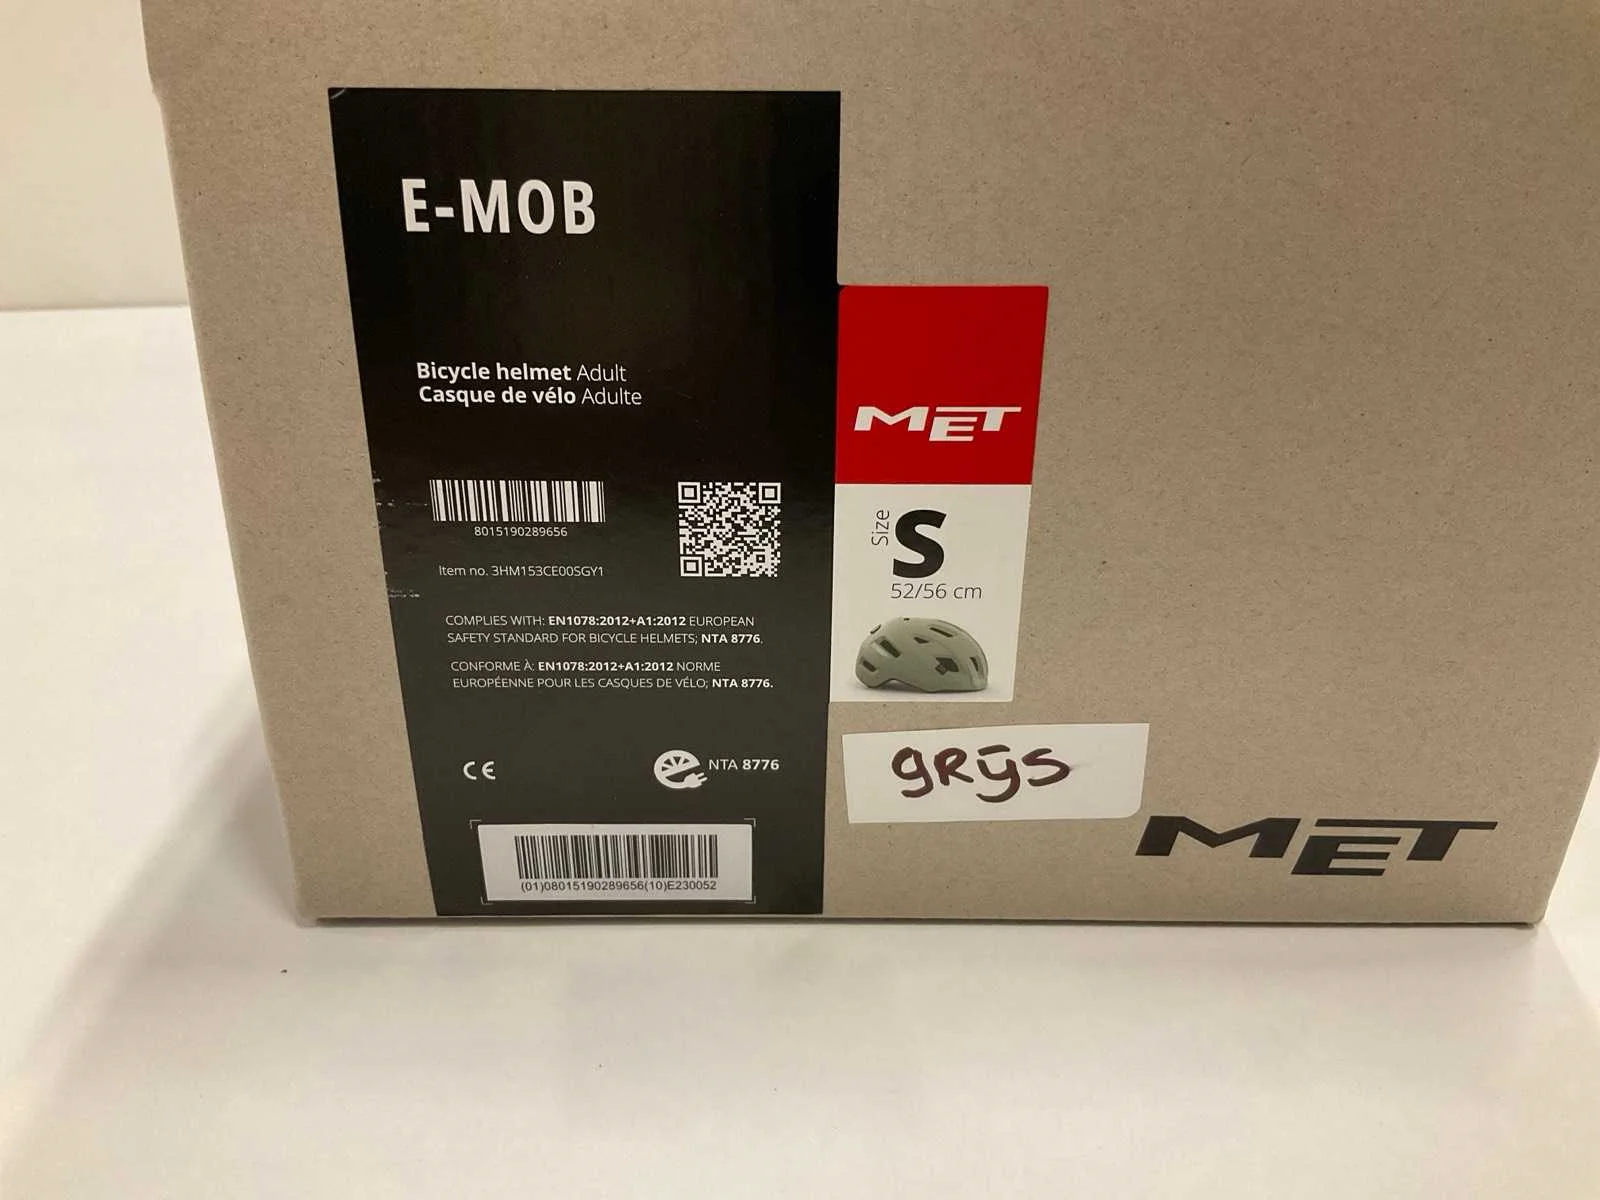 E-MOB
Bicycle helmet Adult
Casque de vélo Adulte
8015190289656
Item no. 3HM153CE00SGY1
COMPLIES WITH: EN1078:2012+A1:2012 EUROPEAN
SAFETY STANDARD FOR BICYCLE HELMETS; NTA 8776.
CONFORME À: EN1078:2012+A1:2012 NORME
EUROPÉENNE POUR LES CASQUES DE VÉLO; NTA 8776.
CE
NTA 8776
(01)08015190289656(10)E230052
MET
Size
S
52/56 cm
gRijs
MET